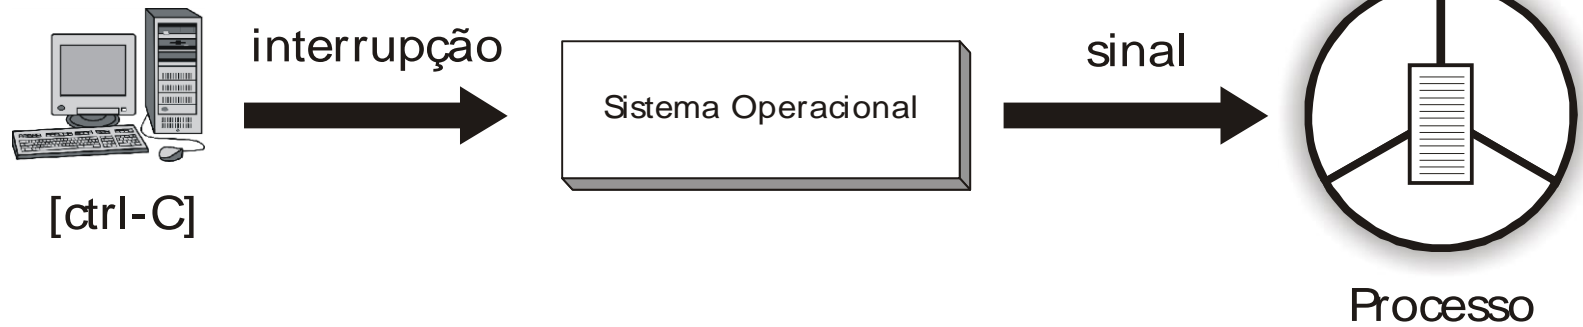 interrupção
sinal
Sistema Operacional
[ctrl-C]
Processo